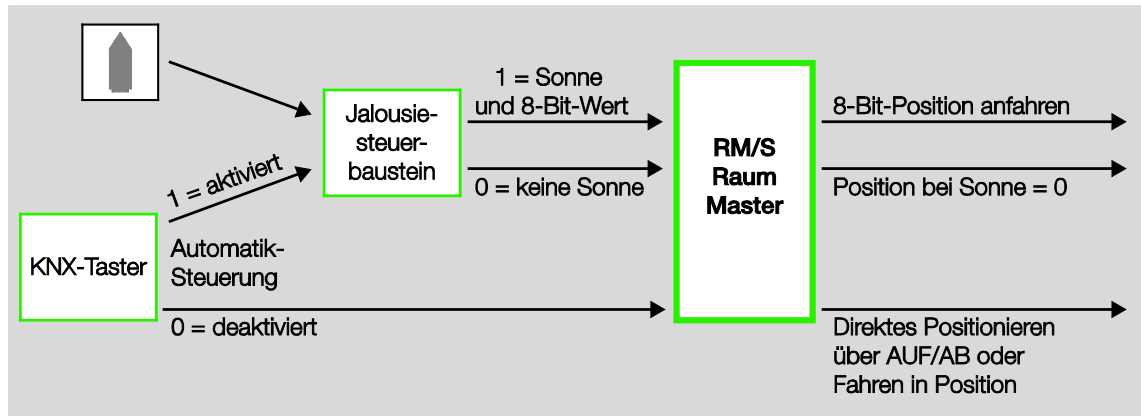 1 = Sonne
und 8-Bit-Wert
Jalousie-
steuer-
baustein
0 = keine Sonne
1 = aktiviert
KNX-Taster
Automatik-
Steuerung
0 = deaktiviert
RM/S
Raum
Master
8-Bit-Position anfahren
Position bei Sonne = 0
Direktes Positionieren
über AUF/AB oder
Fahren in Position